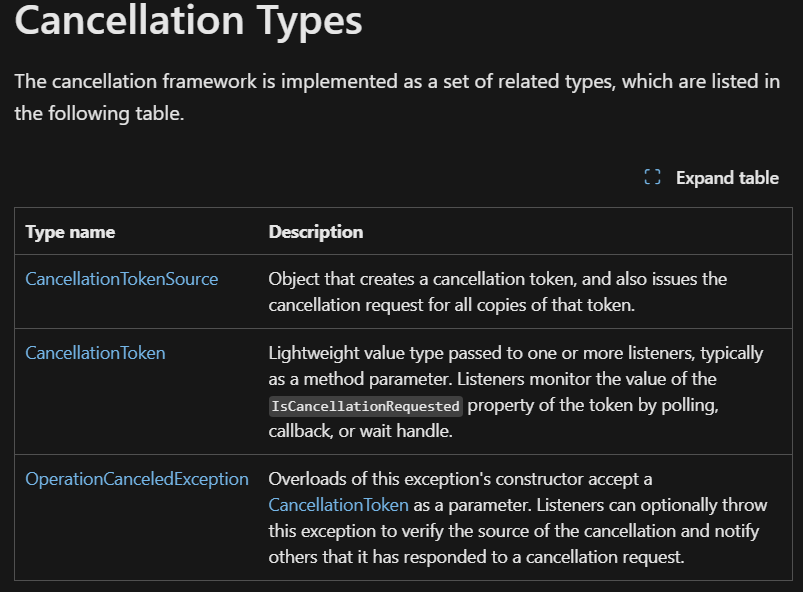 Cancellation Types
The cancellation framework is implemented as a set of related types, which are listed in
the following table.
Expand table
Type name Description
CancellationTokenSource Object that creates a cancellation token, and also issues the
cancellation request for all copies of that token.
CancellationToken Lightweight value type passed to one or more listeners, typically
as a method parameter. Listeners monitor the value of the
IsCancellationRequested property of the token by polling,
callback, or wait handle.
OperationCanceledException Overloads of this exception's constructor accept a
CancellationToken as a parameter. Listeners can optionally throw
this exception to verify the source of the cancellation and notify
others that it has responded to a cancellation request.